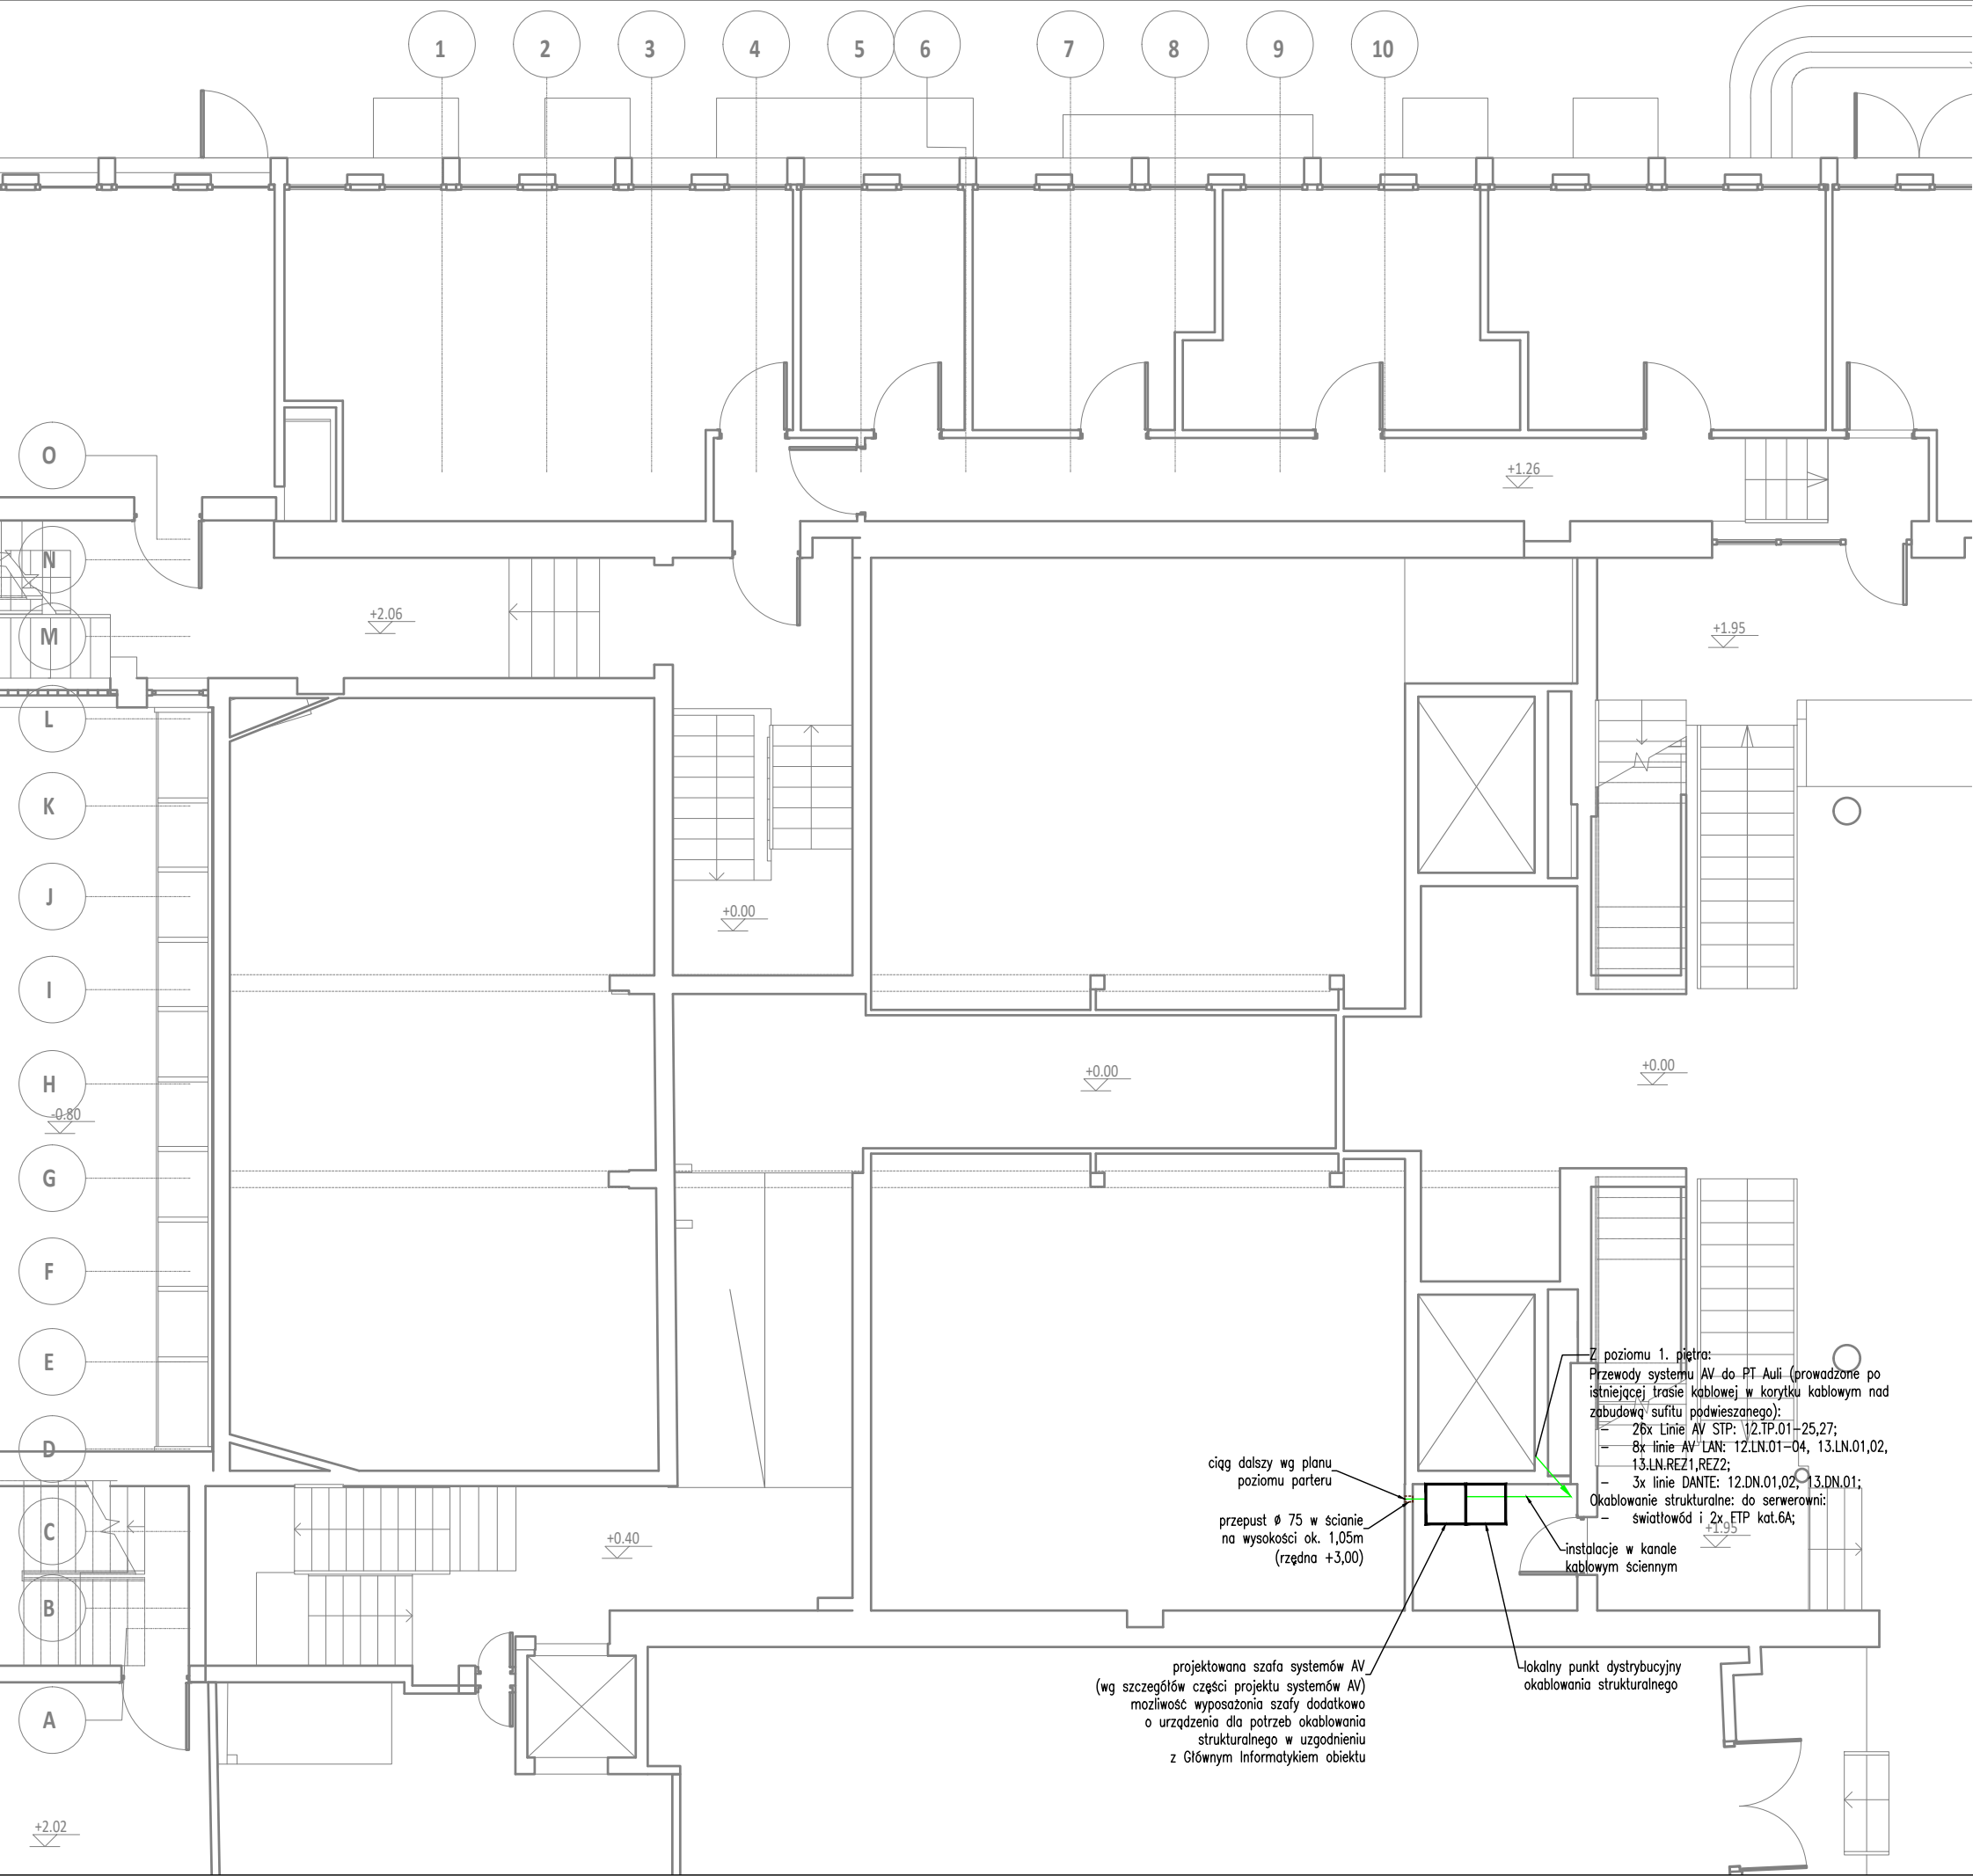 1
2
3
4
5
6
7
8
9
10
O
+1.26
N
+2.06
M
+1.95
L
K
J
+0.00
I
+0.00
+0.00
H
-0.80
G
F
E
D
C
B
A
+0.40
+2.02
Z poziomu 1. piętra:
Przewody systemu AV do PT Auli (prowadzone po
istniejącej trasie kablowej w korytku kablowym nad
zabudową sufitu podwieszanego):
– 26x Linie AV STP: 12.TP.01–25,27;
– 8x linie AV LAN: 12.LN.01–04, 13.LN.01,02,
13.LN.REZ1,REZ2;
– 3x linie DANTE: 12.DN.01,02, 13.DN.01;
Okablowanie strukturalne: do serwerowni:
– światłowód i 2x FTP kat.6A;
+1.95
ciąg dalszy wg planu
poziomu parteru
przepust ø 75 w ścianie
na wysokości ok. 1,05m
(rzędna +3,00)
instalacje w kanale
kablowym ściennym
projektowana szafa systemów AV
(wg szczegółów części projektu systemów AV)
mozliwość wyposażonia szafy dodatkowo
o urządzenia dla potrzeb okablowania
strukturalnego w uzgodnieniu
z Głównym Informatykiem obiektu
lokalny punkt dystrybucyjny
okablowania strukturalnego